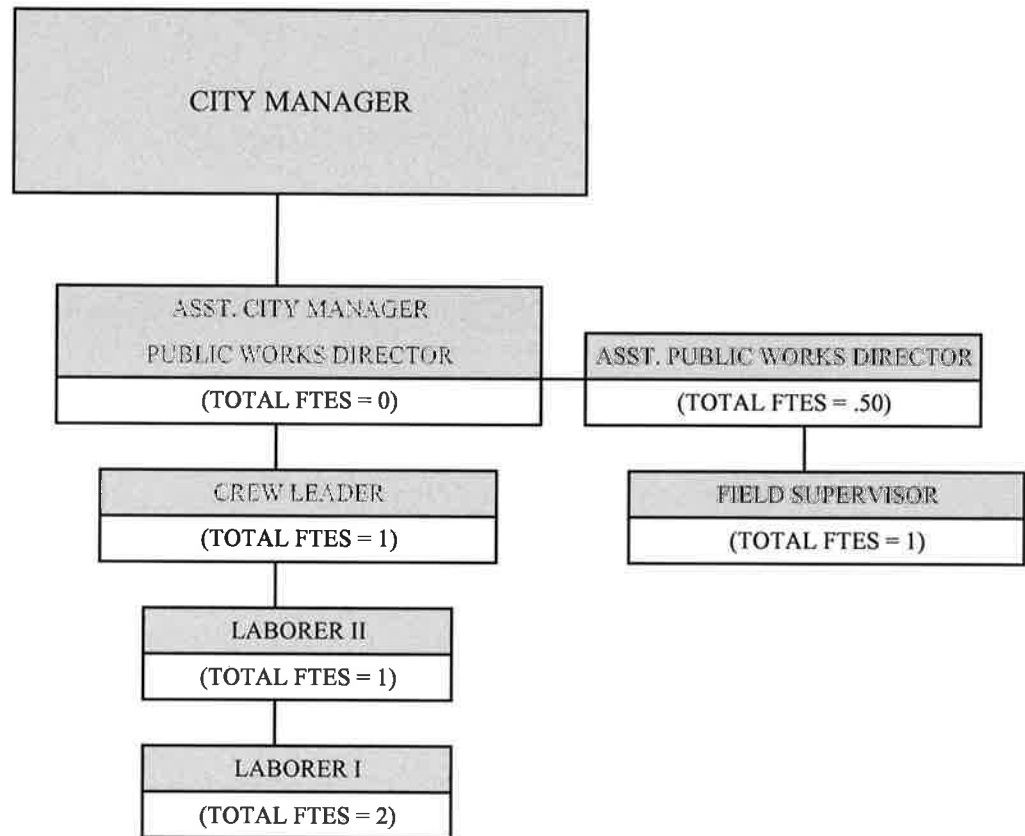 CITY MANAGER
ASST. CITY MANAGER
PUBLIC WORKS DIRECTOR
(TOTAL FTES = 0)
ASST. PUBLIC WORKS DIRECTOR
(TOTAL FTES = .50)
CREW LEADER
(TOTAL FTES = 1)
FIELD SUPERVISOR
(TOTAL FTES = 1)
LABORER II
(TOTAL FTES = 1)
LABORER I
(TOTAL FTES = 2)